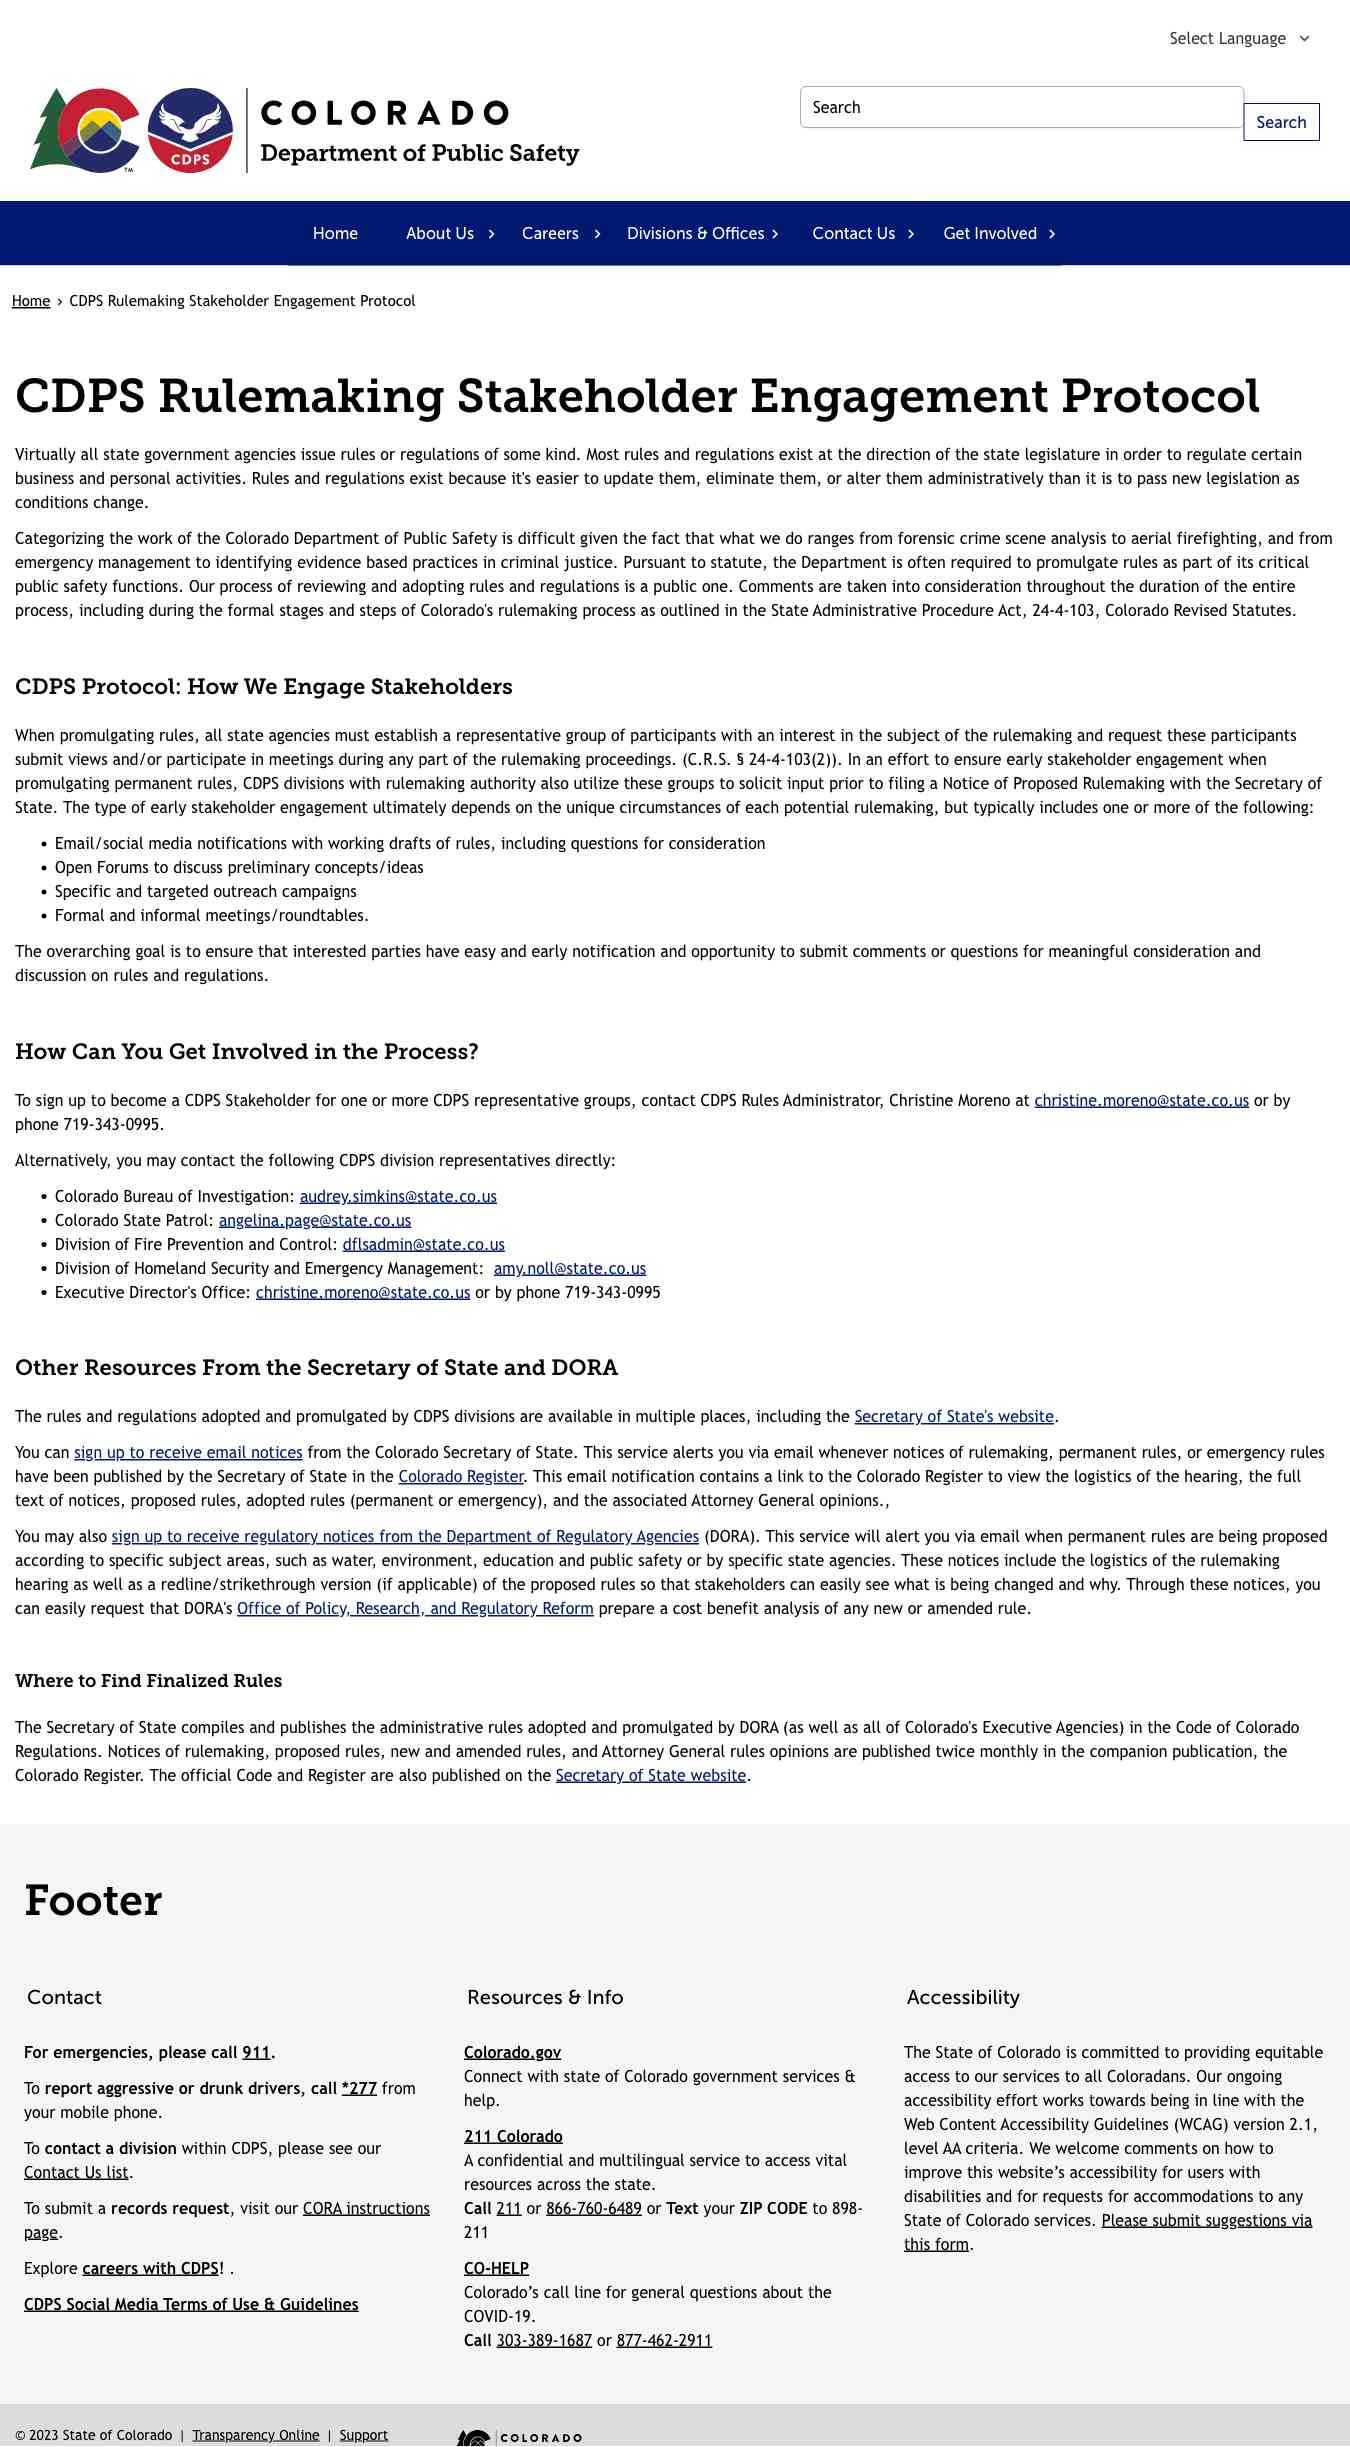 Select Language
COLORADO
Department of Public Safety
CDPS
TM
Search
Search
Home About Us Careers Divisions & Offices Contact Us Get Involved
Home › CDPS Rulemaking Stakeholder Engagement Protocol
CDPS Rulemaking Stakeholder Engagement Protocol
Virtually all state government agencies issue rules or regulations of some kind. Most rules and regulations exist at the direction of the state legislature in order to regulate certain
business and personal activities. Rules and regulations exist because it's easier to update them, eliminate them, or alter them administratively than it is to pass new legislation as
conditions change.
Categorizing the work of the Colorado Department of Public Safety is difficult given the fact that what we do ranges from forensic crime scene analysis to aerial firefighting, and from
emergency management to identifying evidence based practices in criminal justice. Pursuant to statute, the Department is often required to promulgate rules as part of its critical
public safety functions. Our process of reviewing and adopting rules and regulations is a public one. Comments are taken into consideration throughout the duration of the entire
process, including during the formal stages and steps of Colorado's rulemaking process as outlined in the State Administrative Procedure Act, 24-4-103, Colorado Revised Statutes.
CDPS Protocol: How We Engage Stakeholders
When promulgating rules, all state agencies must establish a representative group of participants with an interest in the subject of the rulemaking and request these participants
submit views and/or participate in meetings during any part of the rulemaking proceedings. (C.R.S. § 24-4-103(2)). In an effort to ensure early stakeholder engagement when
promulgating permanent rules, CDPS divisions with rulemaking authority also utilize these groups to solicit input prior to filing a Notice of Proposed Rulemaking with the Secretary of
State. The type of early stakeholder engagement ultimately depends on the unique circumstances of each potential rulemaking, but typically includes one or more of the following:
• Email/social media notifications with working drafts of rules, including questions for consideration
• Open Forums to discuss preliminary concepts/ideas
• Specific and targeted outreach campaigns
• Formal and informal meetings/roundtables.
The overarching goal is to ensure that interested parties have easy and early notification and opportunity to submit comments or questions for meaningful consideration and
discussion on rules and regulations.
How Can You Get Involved in the Process?
To sign up to become a CDPS Stakeholder for one or more CDPS representative groups, contact CDPS Rules Administrator, Christine Moreno at christine.moreno@state.co.us or by
phone 719-343-0995.
Alternatively, you may contact the following CDPS division representatives directly:
• Colorado Bureau of Investigation: audrey.simkins@state.co.us
• Colorado State Patrol: angelina.page@state.co.us
• Division of Fire Prevention and Control: dflsadmin@state.co.us
• Division of Homeland Security and Emergency Management: amy.noll@state.co.us
• Executive Director's Office: christine.moreno@state.co.us or by phone 719-343-0995
Other Resources From the Secretary of State and DORA
The rules and regulations adopted and promulgated by CDPS divisions are available in multiple places, including the Secretary of State's website.
You can sign up to receive email notices from the Colorado Secretary of State. This service alerts you via email whenever notices of rulemaking, permanent rules, or emergency rules
have been published by the Secretary of State in the Colorado Register. This email notification contains a link to the Colorado Register to view the logistics of the hearing, the full
text of notices, proposed rules, adopted rules (permanent or emergency), and the associated Attorney General opinions.,
You may also sign up to receive regulatory notices from the Department of Regulatory Agencies (DORA). This service will alert you via email when permanent rules are being proposed
according to specific subject areas, such as water, environment, education and public safety or by specific state agencies. These notices include the logistics of the rulemaking
hearing as well as a redline/strikethrough version (if applicable) of the proposed rules so that stakeholders can easily see what is being changed and why. Through these notices, you
can easily request that DORA's Office of Policy, Research, and Regulatory Reform prepare a cost benefit analysis of any new or amended rule.
Where to Find Finalized Rules
The Secretary of State compiles and publishes the administrative rules adopted and promulgated by DORA (as well as all of Colorado's Executive Agencies) in the Code of Colorado
Regulations. Notices of rulemaking, proposed rules, new and amended rules, and Attorney General rules opinions are published twice monthly in the companion publication, the
Colorado Register. The official Code and Register are also published on the Secretary of State website.
Footer
Contact
For emergencies, please call 911.
To report aggressive or drunk drivers, call *277 from
your mobile phone.
To contact a division within CDPS, please see our
Contact Us list.
To submit a records request, visit our CORA instructions
page.
Explore careers with CDPS! .
CDPS Social Media Terms of Use & Guidelines
Resources & Info
Colorado.gov
Connect with state of Colorado government services &
help.
211 Colorado
A confidential and multilingual service to access vital
resources across the state.
Call 211 or 866-760-6489 or Text your ZIP CODE to 898-
211
CO-HELP
Colorado’s call line for general questions about the
COVID-19.
Call 303-389-1687 or 877-462-2911
Accessibility
The State of Colorado is committed to providing equitable
access to our services to all Coloradans. Our ongoing
accessibility effort works towards being in line with the
Web Content Accessibility Guidelines (WCAG) version 2.1,
level AA criteria. We welcome comments on how to
improve this website’s accessibility for users with
disabilities and for requests for accommodations to any
State of Colorado services. Please submit suggestions via
this form.
© 2023 State of Colorado | Transparency Online | Support
COLORADO